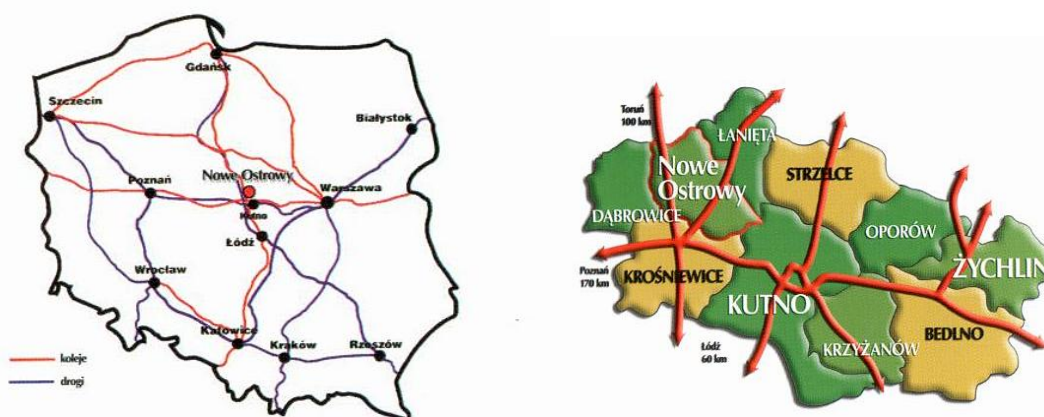 Gdańsk
Szczecin
Białystok
Poznań
Nowe Ostrowy
Warszawa
Kutno
Łódź
Wrocław
Katowice
Kraków
Rzeszów
koleje
drogi
Toruń
100 km
ŁANIĘTA
Nowe
Ostrowy
STRZELCE
DĄBROWICE
OPORÓW
Poznań
170 km
KROŚNIEWICE
ŻYCHLIN
KUTNO
BEDLNO
KRZYŻANÓW
Łódź
60 km